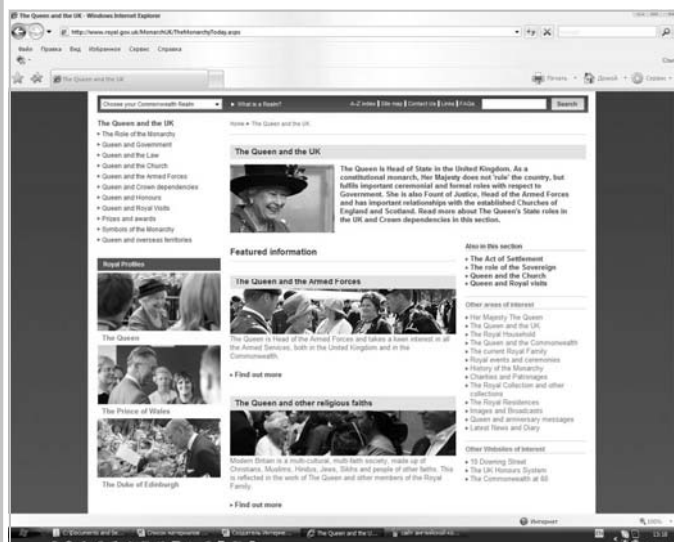 The Queen and the UK - Windows Internet Explorer
http://www.royal.gov.uk/MonarchUK/TheMonarchyToday.aspx
Файл Правка Вид Избранное Сервис Справка
The Queen and the UK
Печать Домой Сервис
Choose your Commonwealth Realm
What is a Realm?
A-Z index | Site map | Contact Us | Links | FAQs
Search
The Queen and the UK
The Role of the Monarchy
Queen and Government
Queen and the Law
Queen and the Church
Queen and the Armed Forces
Queen and Crown dependencies
Queen and Honours
Queen and Royal Visits
Prizes and awards
Symbols of the Monarchy
Queen and overseas territories
Royal Profiles
The Queen
The Prince of Wales
The Duke of Edinburgh
Home The Queen and the UK
The Queen and the UK
The Queen is Head of State in the United Kingdom. As a
constitutional monarch, Her Majesty does not 'rule' the country, but
fulfils important ceremonial and formal roles with respect to
Government. She is also Fount of Justice, Head of the Armed Forces
and has important relationships with the established Churches of
England and Scotland. Read more about The Queen's State roles in
the UK and Crown dependencies in this section.
Featured information
The Queen and the Armed Forces
The Queen is Head of the Armed Forces and takes a keen interest in all
the Armed Services, both in the United Kingdom and in the
Commonwealth.
Find out more
The Queen and other religious faiths
Modern Britain is a multi-cultural, multi-faith society, made up of
Christians, Muslims, Hindus, Jews, Sikhs and people of other faiths. This
is reflected in the work of The Queen and other members of the Royal
Family.
Find out more
Also in this section
The Act of Settlement
The role of the Sovereign
Queen and the Church
Queen and Royal visits
Other areas of interest
Her Majesty The Queen
The Queen and the UK
The Royal Household
The Queen and the Commonwealth
The current Royal Family
Royal events and ceremonies
History of the Monarchy
Charities and Patronages
The Royal Collection and other
collections
The Royal Residences
Images and Broadcasts
Queen and anniversary messages
Latest News and Diary
Other Websites of interest
10 Downing Street
The UK Honours System
The Commonwealth at 60
Интернет
100%
C:\Documents and Se...
Список материалов ...
Создатель Интерне...
The Queen and the U...
сайт английской ко...
EN
13:18